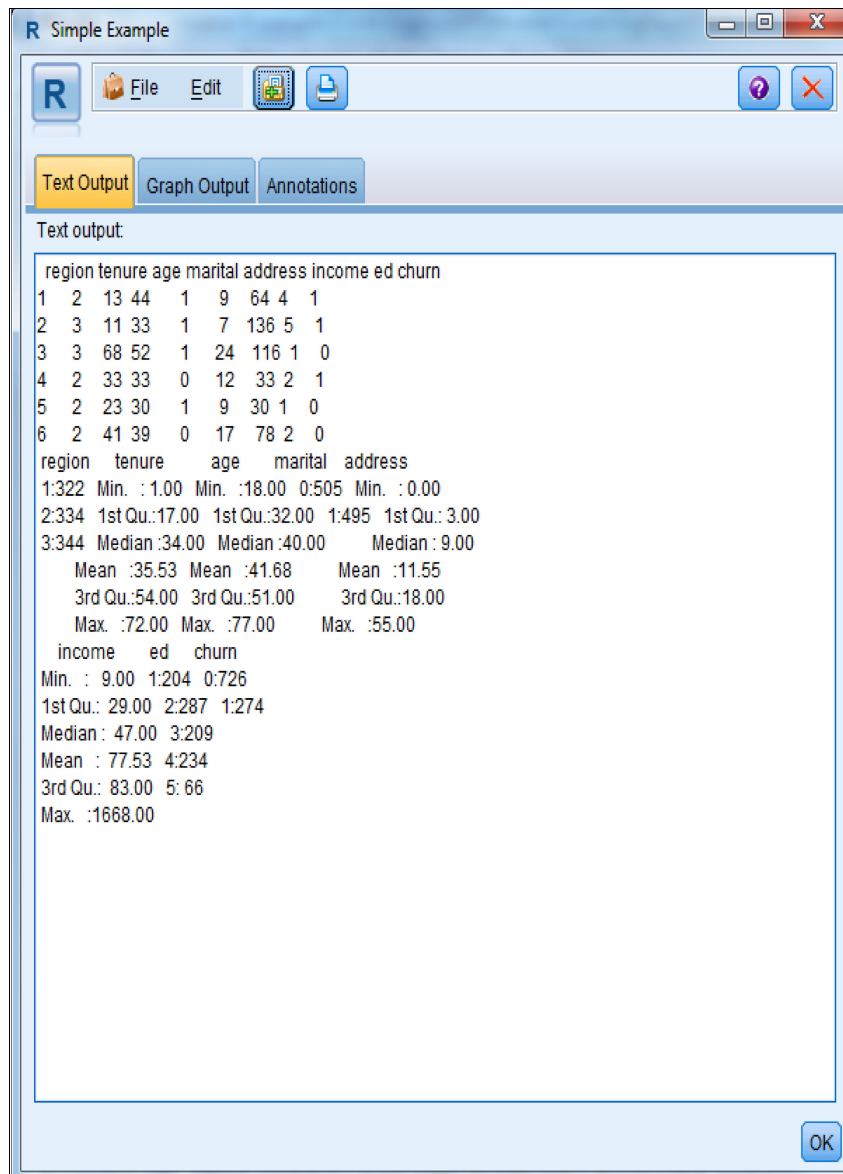 R Simple Example
R File Edit
Text Output Graph Output Annotations
Text output:
region tenure age marital address income ed churn
1 2 13 44 1 9 64 4 1
2 3 11 33 1 7 136 5 1
3 3 68 52 1 24 116 1 0
4 2 33 33 0 12 33 2 1
5 2 23 30 1 9 30 1 0
6 2 41 39 0 17 78 2 0
region tenure age marital address
1:322 Min. : 1.00 Min. :18.00 0:505 Min. : 0.00
2:334 1st Qu.:17.00 1st Qu.:32.00 1:495 1st Qu.: 3.00
3:344 Median :34.00 Median :40.00 Median : 9.00
Mean :35.53 Mean :41.68 Mean :11.55
3rd Qu.:54.00 3rd Qu.:51.00 3rd Qu.:18.00
Max. :72.00 Max. :77.00 Max. :55.00
income ed churn
Min. : 9.00 1:204 0:726
1st Qu.: 29.00 2:287 1:274
Median : 47.00 3:209
Mean : 77.53 4:234
3rd Qu.: 83.00 5: 66
Max. :1668.00
OK